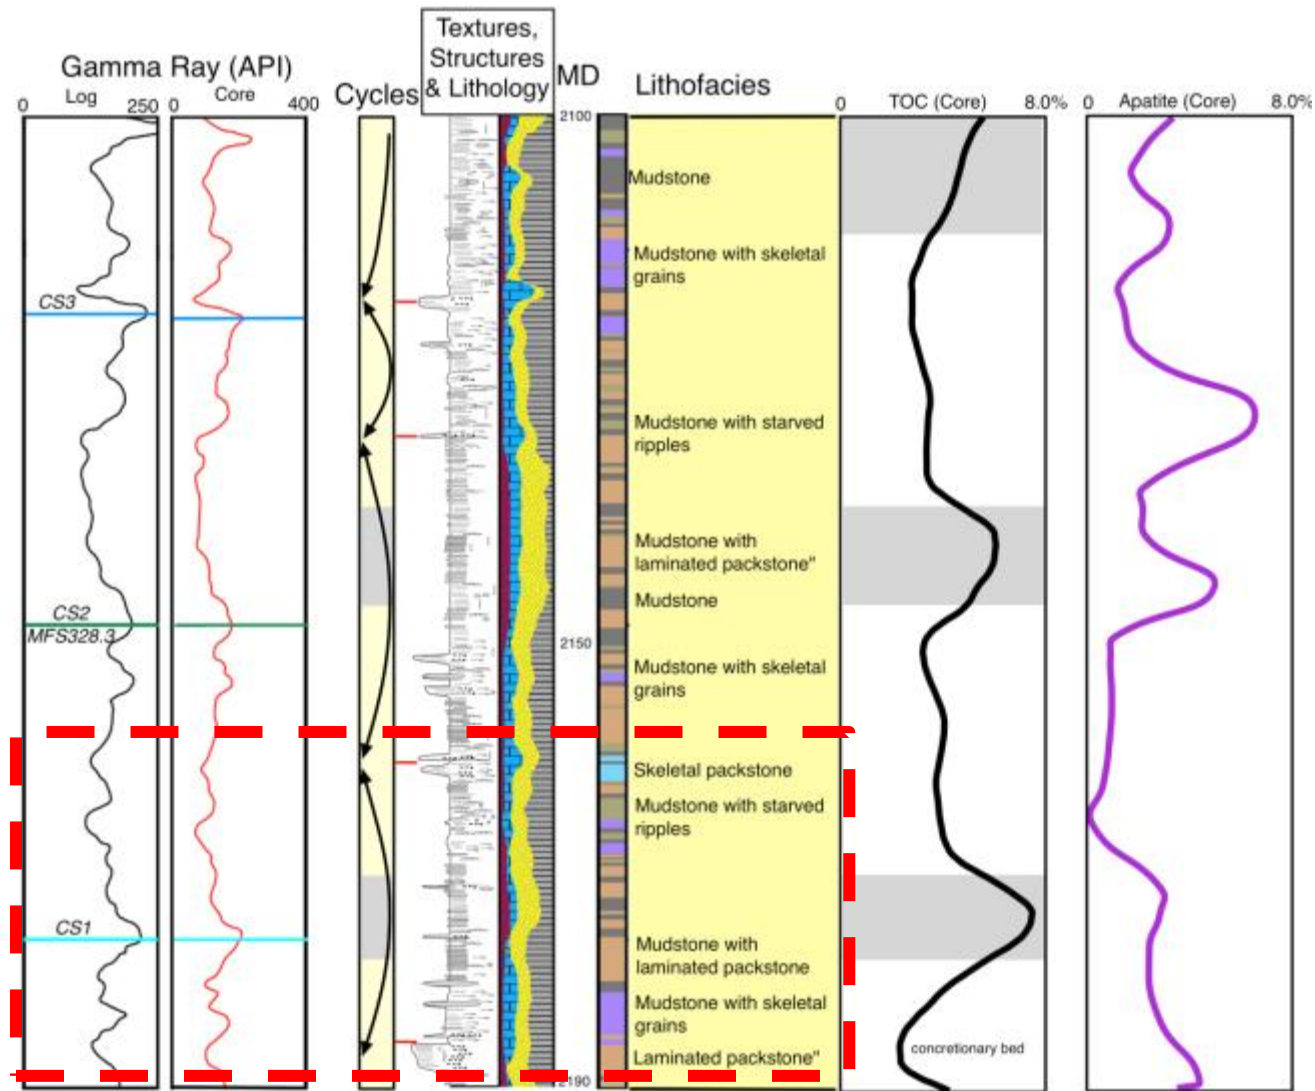 Textures,
Structures
& Lithology
Gamma Ray (API)
Cycles
MD
Lithofacies
0 Log 250
0 Core 400
0 TOC (Core) 8.0%
0 Apatite (Core) 8.0%
2100
Mudstone
Mudstone with skeletal
grains
CS3
Mudstone with starved
ripples
Mudstone with
laminated packstone"
Mudstone
CS2
MFS328.3
2150
Mudstone with skeletal
grains
Skeletal packstone
Mudstone with starved
ripples
CS1
Mudstone with
laminated packstone
Mudstone with skeletal
grains
concretionary bed
Laminated packstone"
2190